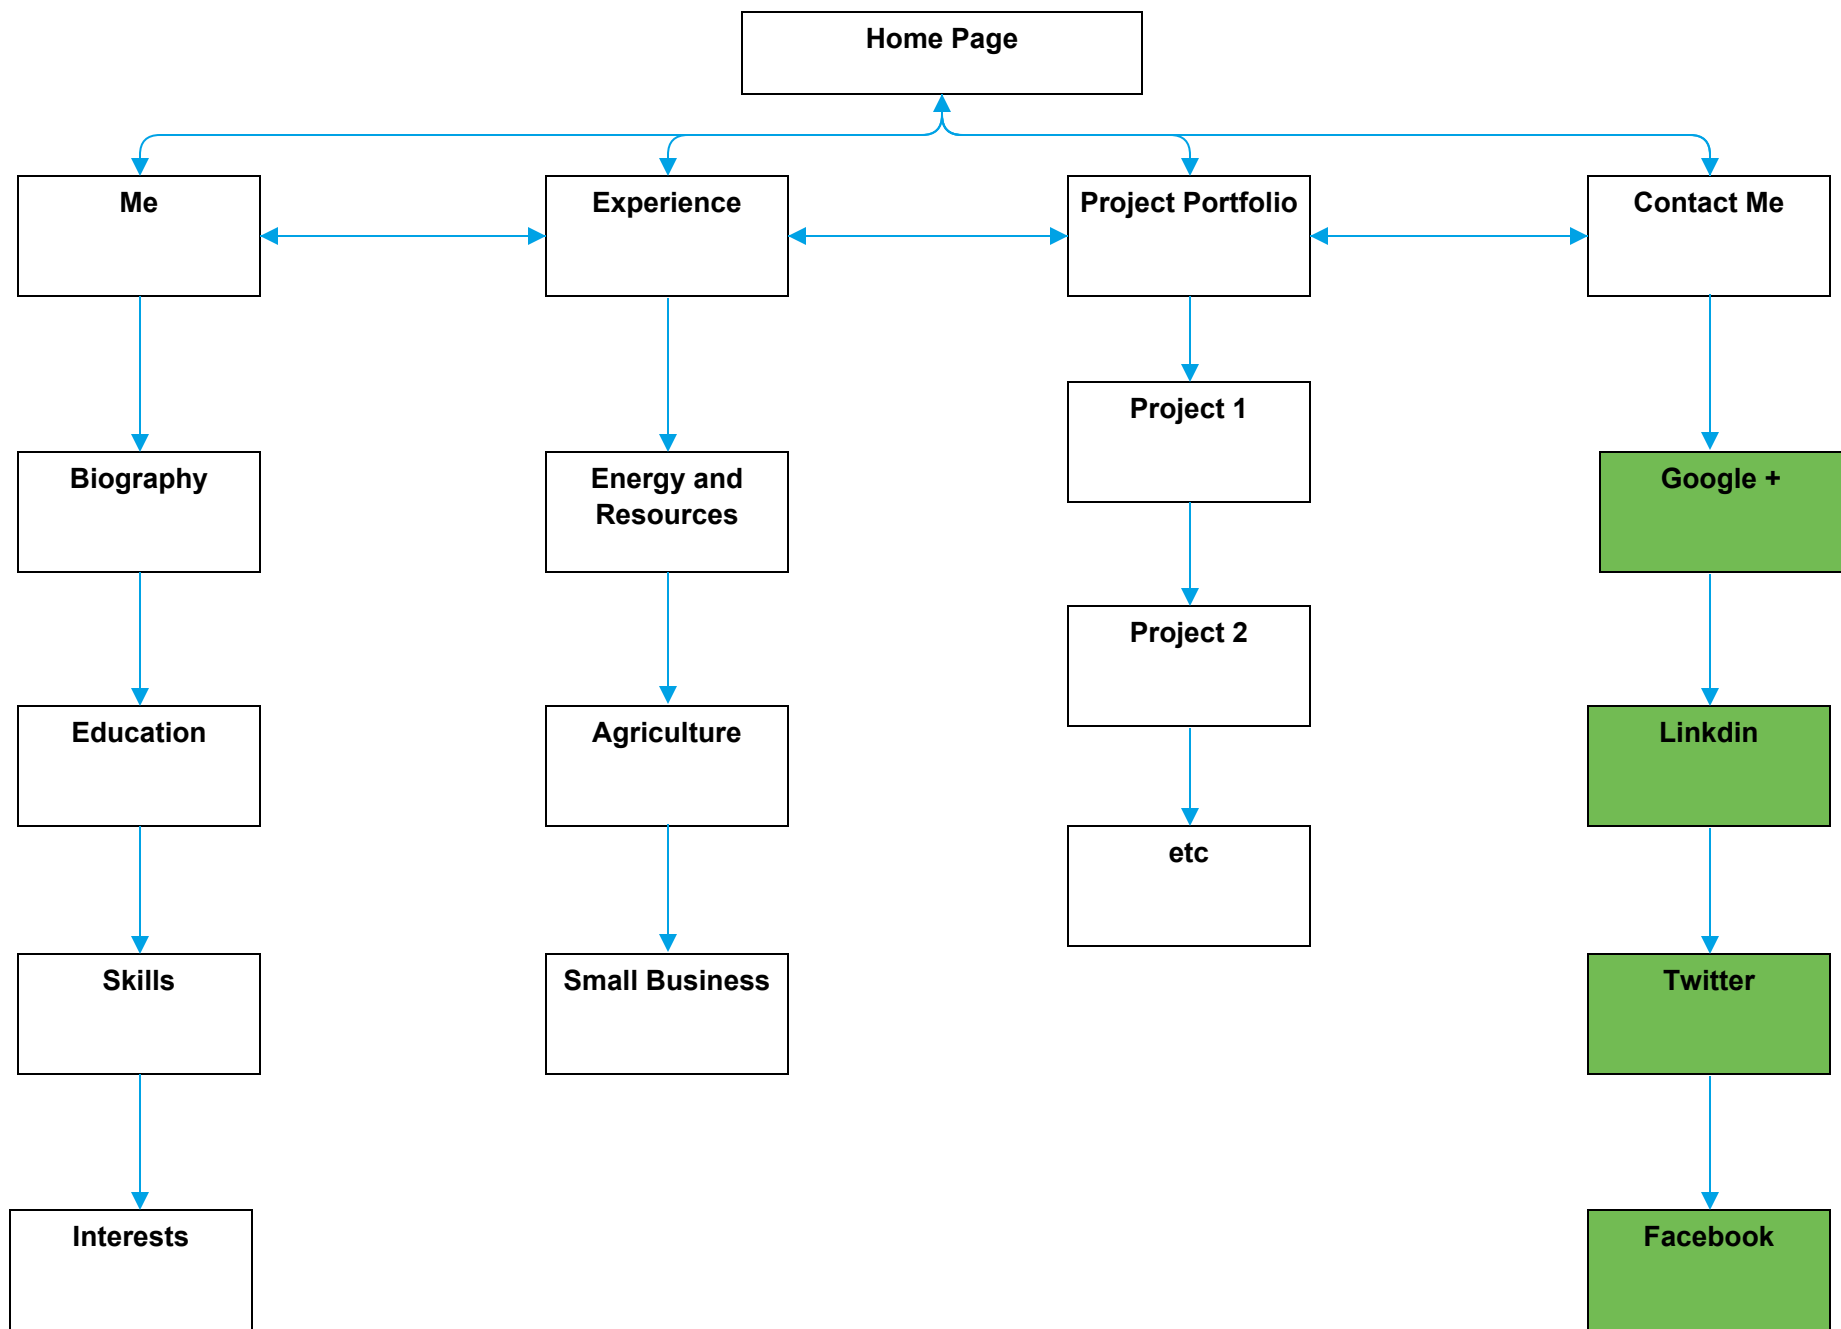 Home Page
Me
Experience
Project Portfolio
Contact Me
Project 1
Biography
Energy and
Resources
Google +
Project 2
Education
Agriculture
Linkdin
etc
Skills
Small Business
Twitter
Interests
Facebook